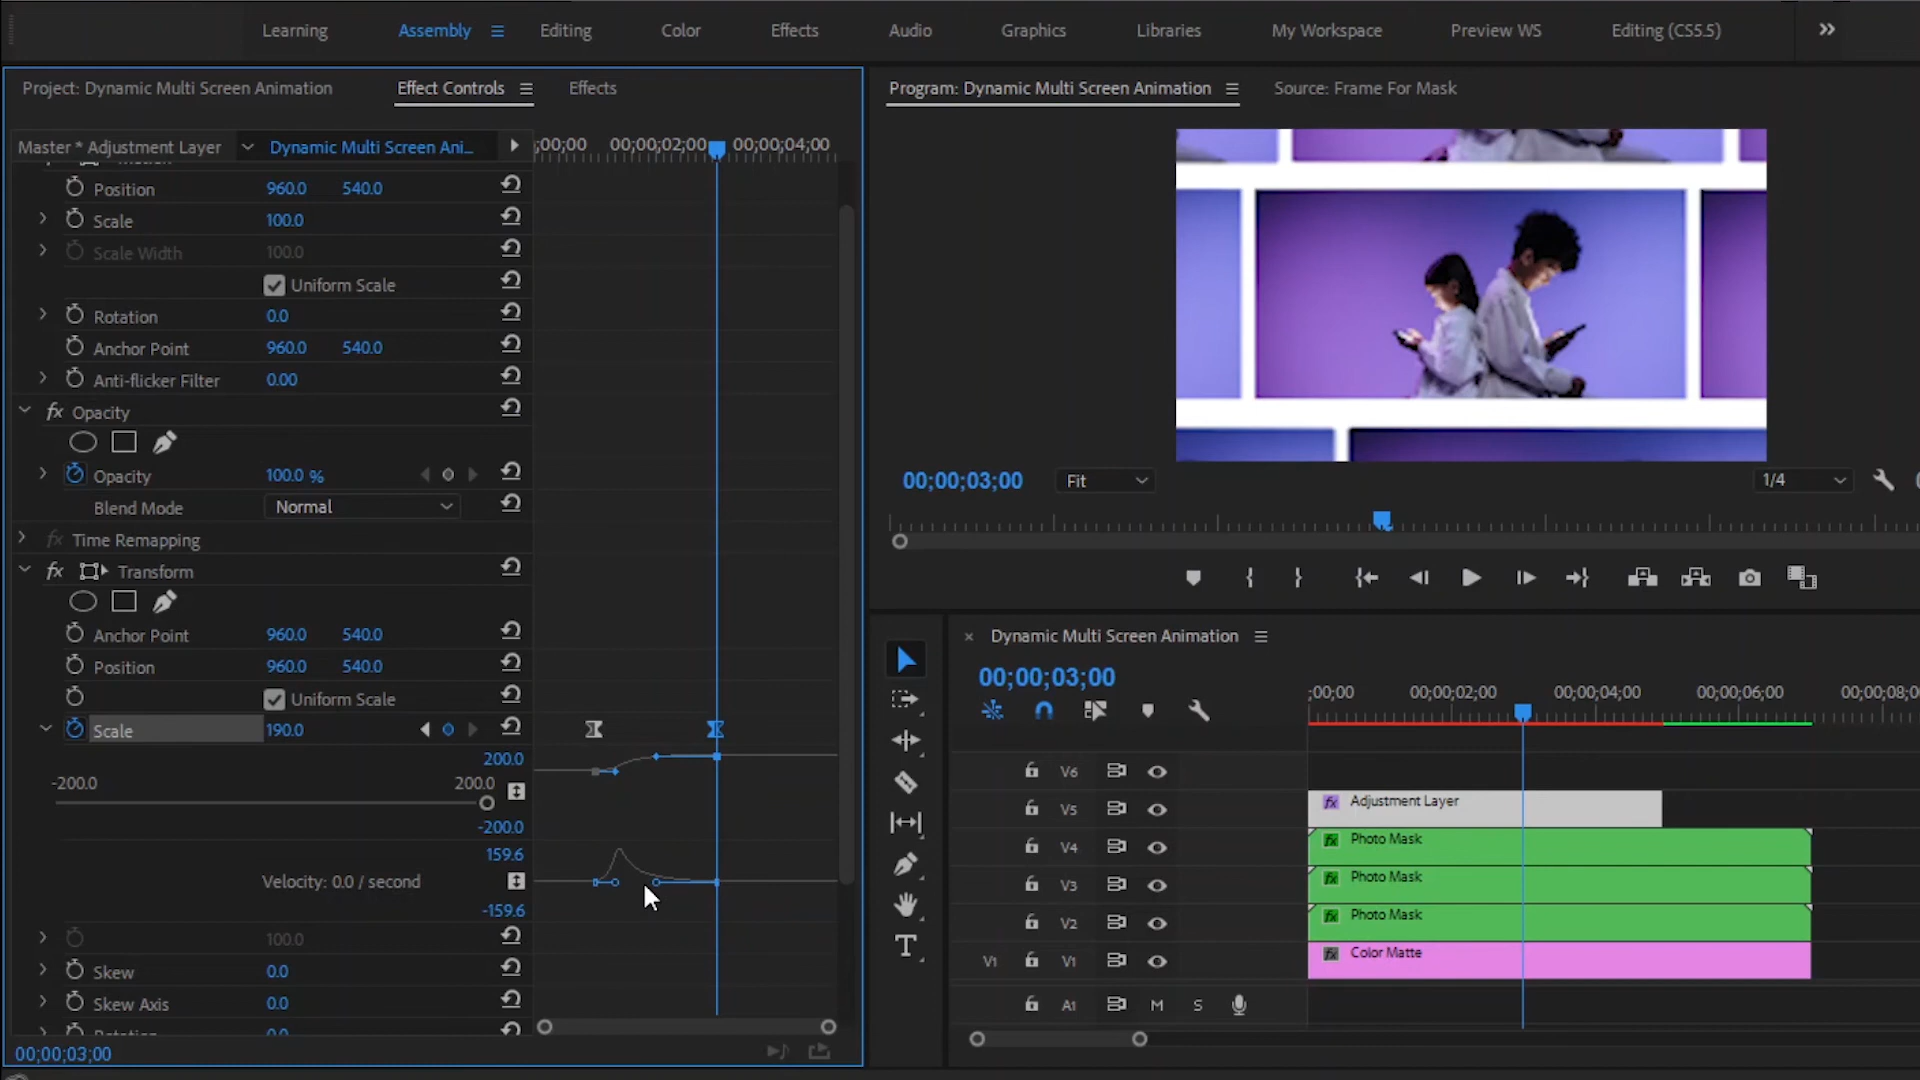 Learning Assembly Editing Color Effects Audio Graphics Libraries My Workspace Preview WS Editing (CS5.5)
Project: Dynamic Multi Screen Animation Effect Controls Effects
Program: Dynamic Multi Screen Animation Source: Frame For Mask
Master * Adjustment Layer Dynamic Multi Screen Ani...
;00;00 00;00;02;00 00;00;04;00
Position 960.0 540.0
Scale 100.0
Scale Width 100.0
Uniform Scale
Rotation 0.0
Anchor Point 960.0 540.0
Anti-flicker Filter 0.00
fx Opacity
Opacity 100.0 %
Blend Mode Normal
fx Time Remapping
fx Transform
Anchor Point 960.0 540.0
Position 960.0 540.0
Uniform Scale
Scale 190.0
200.0
-200.0 200.0
-200.0
159.6
Velocity: 0.0 / second
-159.6
100.0
Skew 0.0
Skew Axis 0.0
Rotation 0.0
00;00;03;00
00;00;03;00 Fit 1/4
Dynamic Multi Screen Animation
00;00;03;00
;00;00 00;00;02;00 00;00;04;00 00;00;06;00 00;00;08;0
V6
V5 fx Adjustment Layer
V4 fx Photo Mask
V3 fx Photo Mask
V2 fx Photo Mask
V1 V1 fx Color Matte
A1 M S